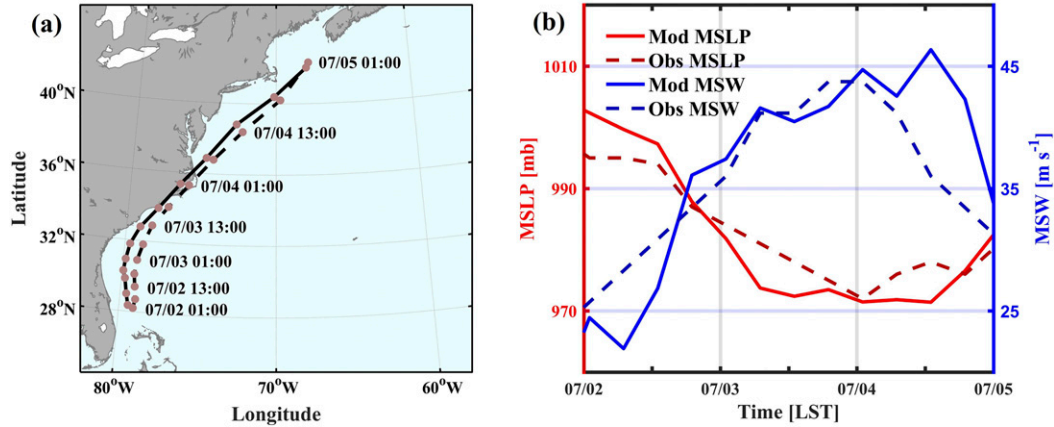 (a)
Latitude
40°N
36°N
32°N
28°N
07/05 01:00
07/04 13:00
07/04 01:00
07/03 13:00
07/03 01:00
07/02 13:00
07/02 01:00
80°W
70°W
60°W
Longitude
(b)
MSLP [mb]
1010
990
970
Mod MSLP
Obs MSLP
Mod MSW
Obs MSW
45
35
25
MSW [m s⁻¹]
07/02
07/03
07/04
07/05
Time [LST]